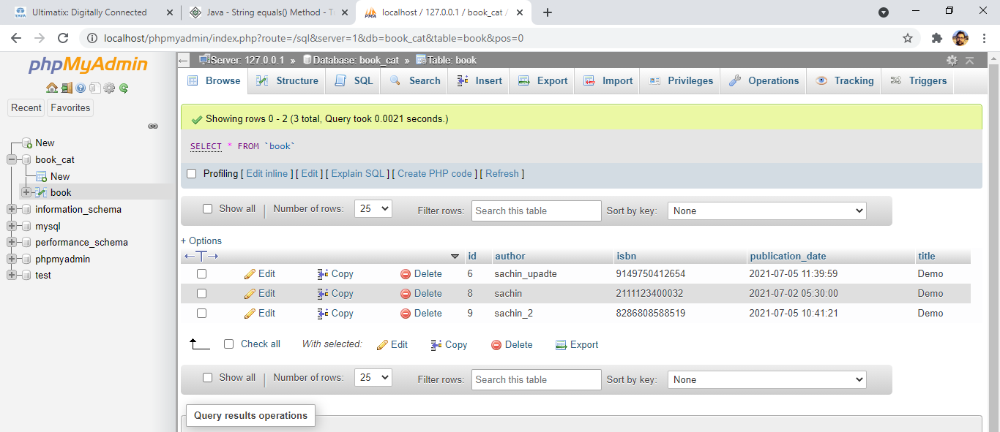 Ultimatix: Digitally Connected
Java - String equals() Method - T
localhost / 127.0.0.1 / book_cat /
localhost/phpmyadmin/index.php?route=/sql&server=1&db=book_cat&table=book&pos=0
phpMyAdmin
Recent Favorites
New
book_cat
New
book
information_schema
mysql
performance_schema
phpmyadmin
test
Server: 127.0.0.1 » Database: book_cat » Table: book
Browse Structure SQL Search Insert Export Import Privileges Operations Tracking Triggers
Showing rows 0 - 2 (3 total, Query took 0.0021 seconds.)
SELECT * FROM `book`
Profiling [ Edit inline ] [ Edit ] [ Explain SQL ] [ Create PHP code ] [ Refresh ]
Show all | Number of rows: 25 Filter rows: Search this table Sort by key: None
+ Options
←T→ id author isbn publication_date title
Edit Copy Delete 6 sachin_upadte 9149750412654 2021-07-05 11:39:59 Demo
Edit Copy Delete 8 sachin 2111123400032 2021-07-02 05:30:00 Demo
Edit Copy Delete 9 sachin_2 8286808588519 2021-07-05 10:41:21 Demo
Check all With selected: Edit Copy Delete Export
Show all | Number of rows: 25 Filter rows: Search this table Sort by key: None
Query results operations